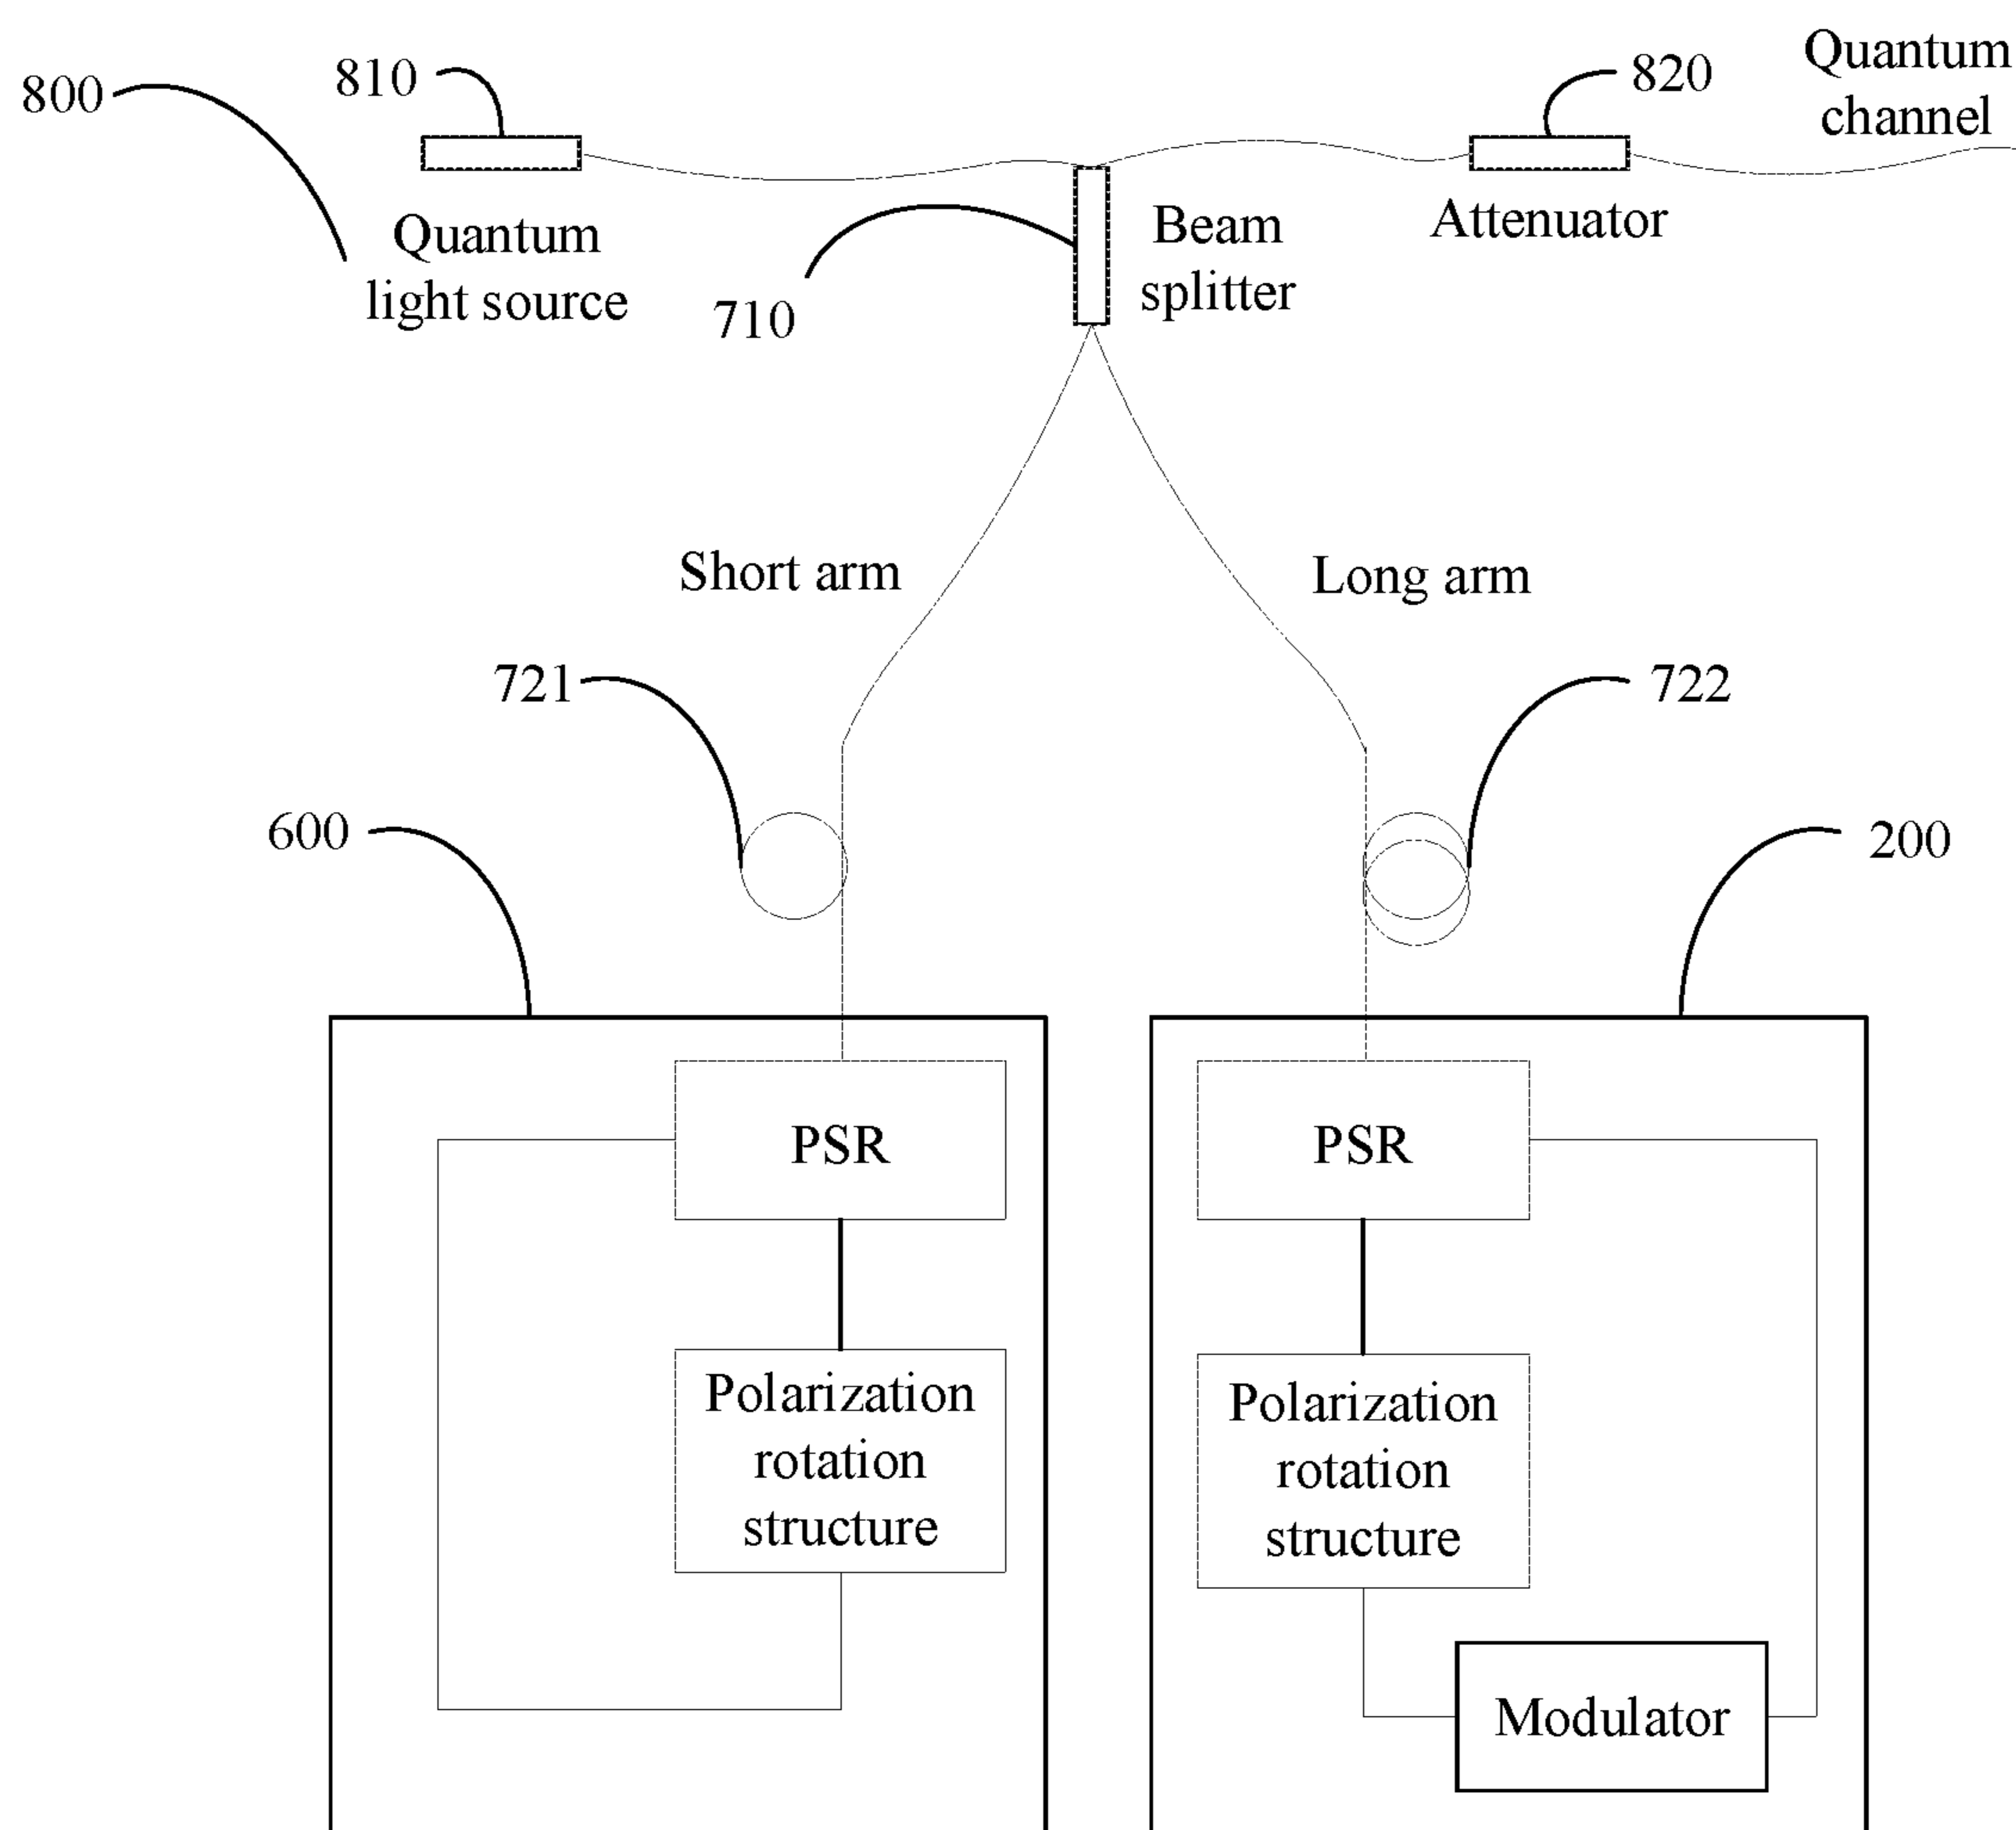 800
810
820
Quantum
channel
Quantum
light source
710
Beam
splitter
Attenuator
Short arm
Long arm
721
722
600
200
PSR
PSR
Polarization
rotation
structure
Polarization
rotation
structure
Modulator